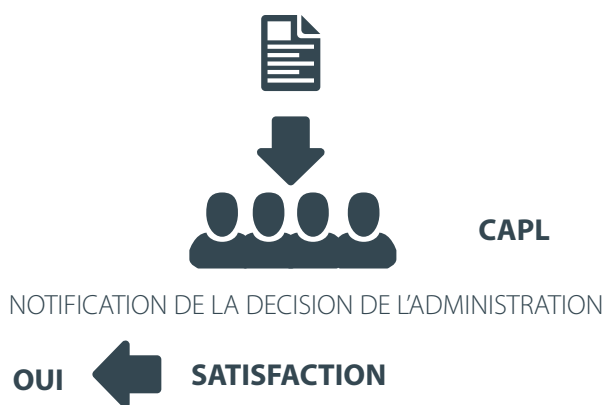 CAPL
NOTIFICATION DE LA DECISION DE L'ADMINISTRATION
OUI SATISFACTION